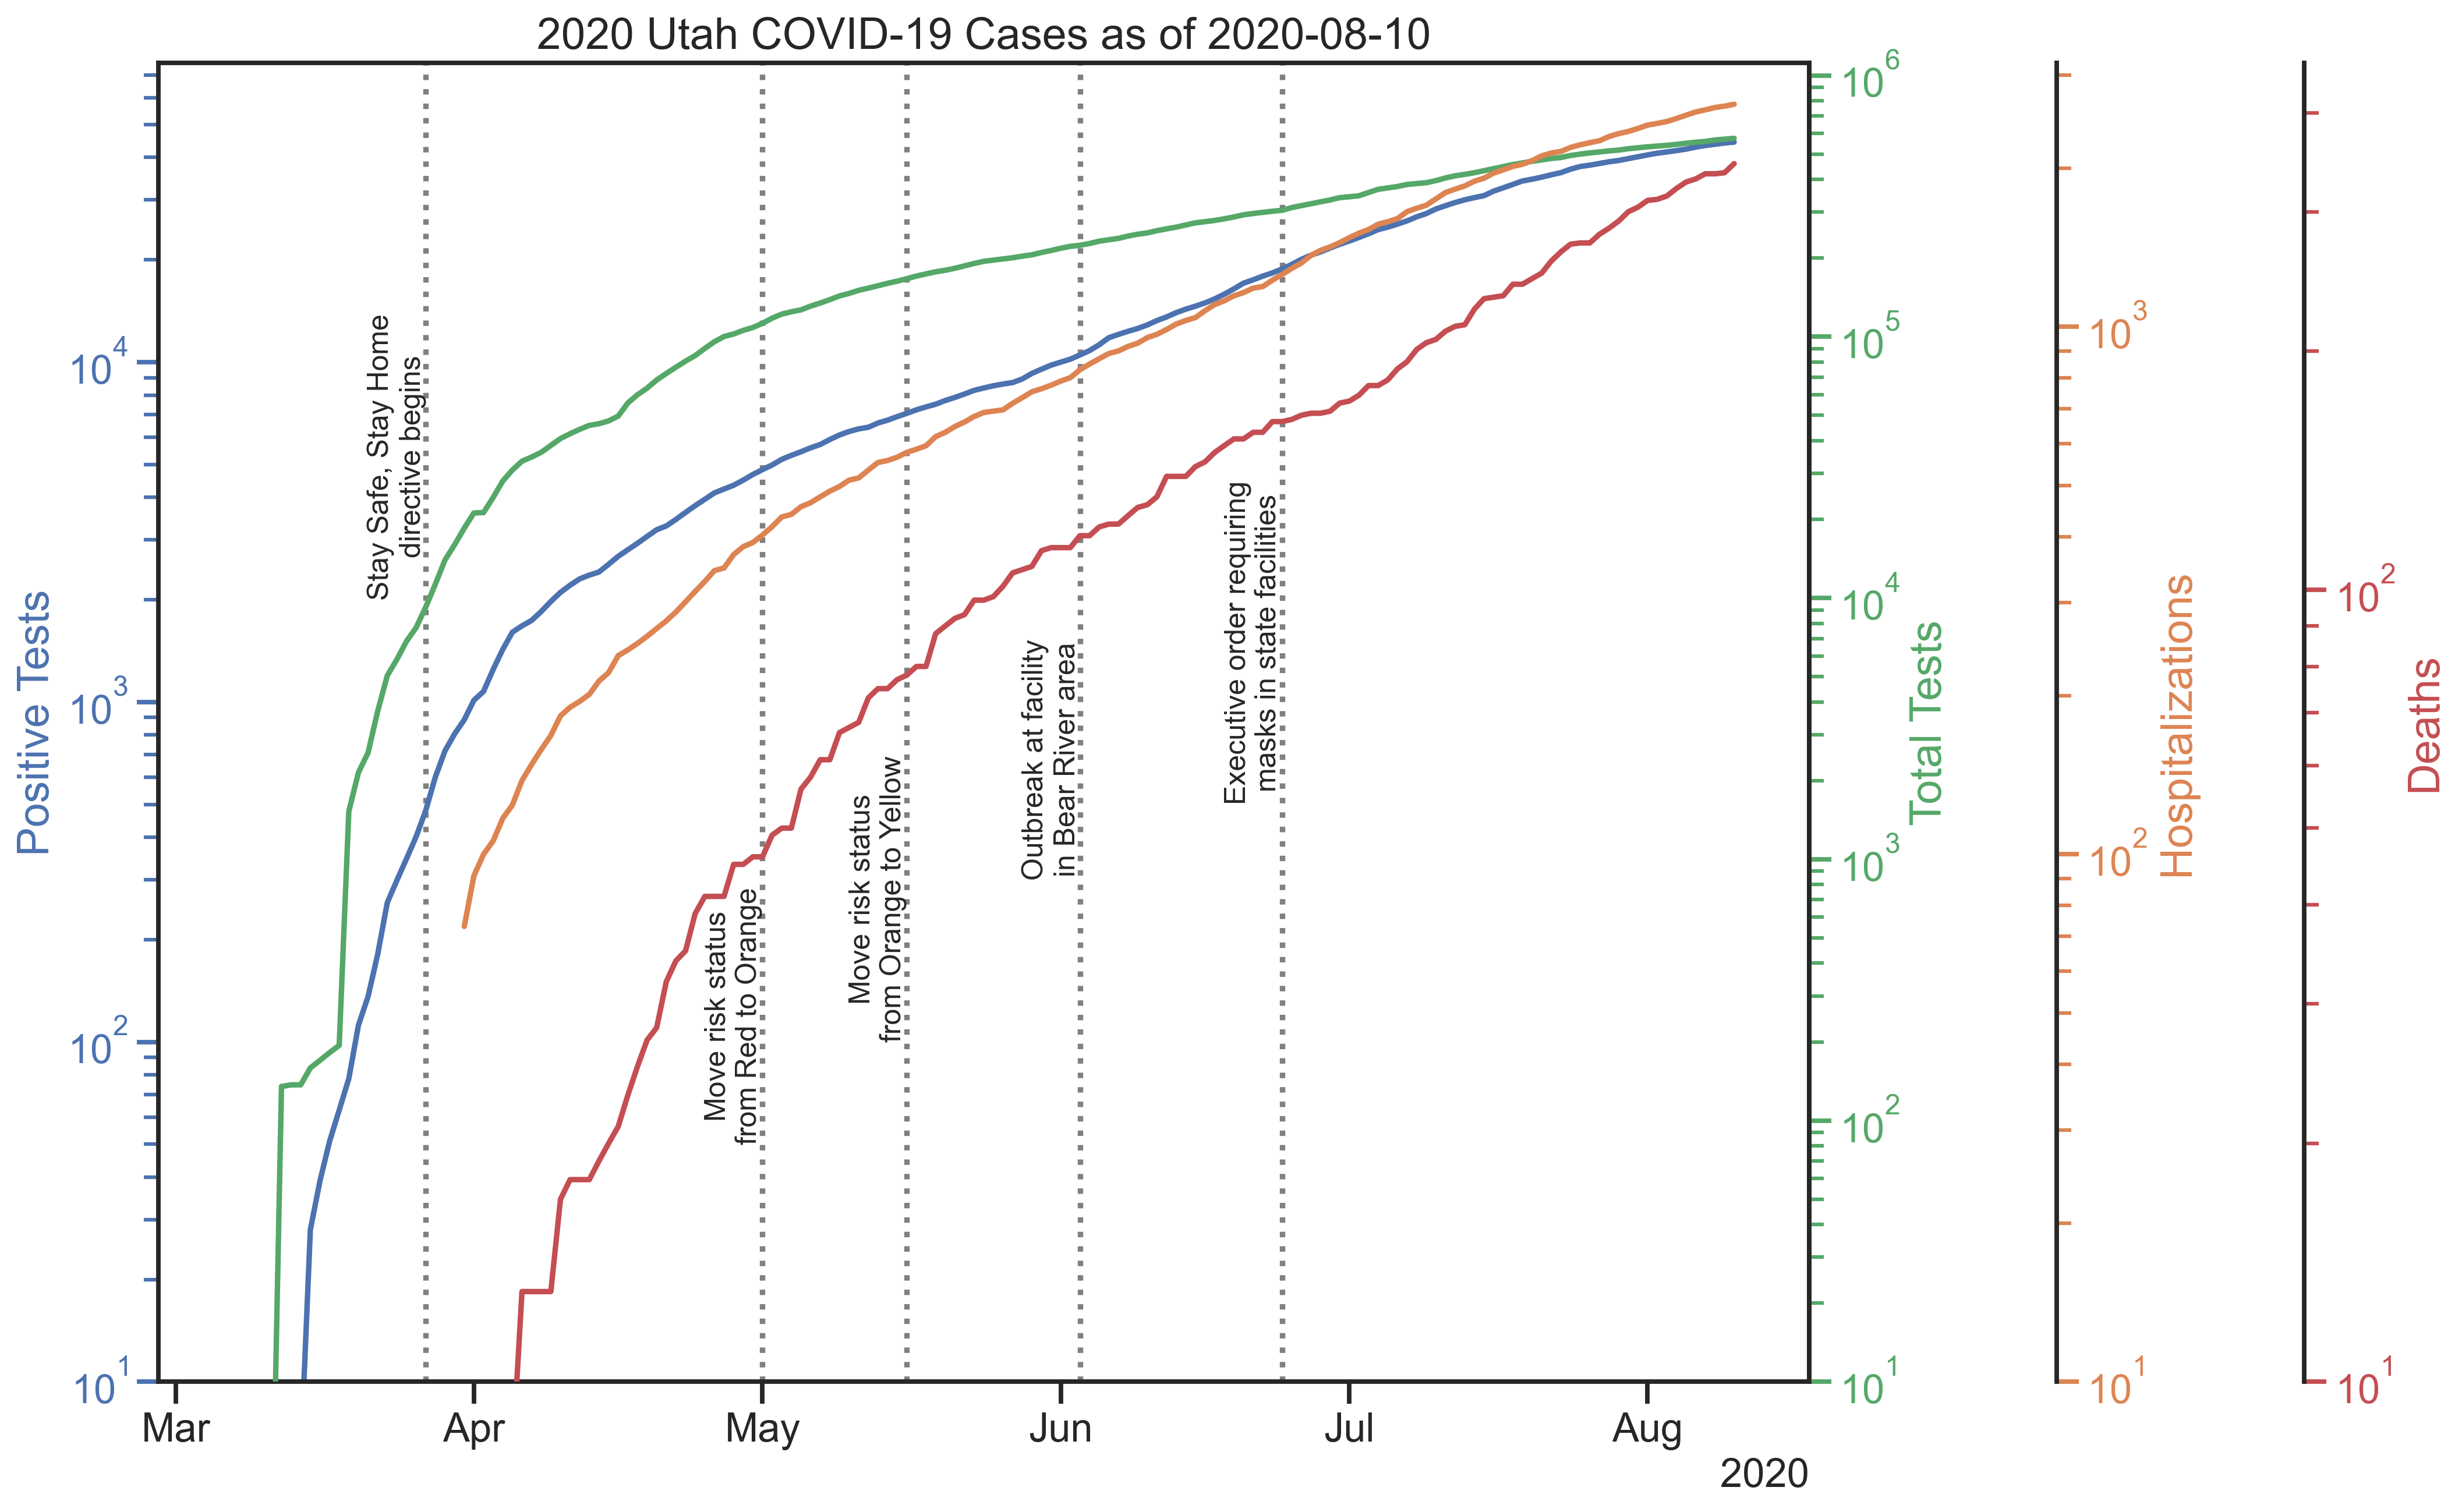 2020 Utah COVID-19 Cases as of 2020-08-10
Positive Tests
10^4
10^3
10^2
10^1
Stay Safe, Stay Home
directive begins
Move risk status
from Red to Orange
Move risk status
from Orange to Yellow
Outbreak at facility
in Bear River area
Executive order requiring
masks in state facilities
10^6
10^5
10^4
10^3
10^2
10^1
Total Tests
10^3
10^2
10^1
Hospitalizations
10^2
10^1
Deaths
Mar
Apr
May
Jun
Jul
Aug
2020